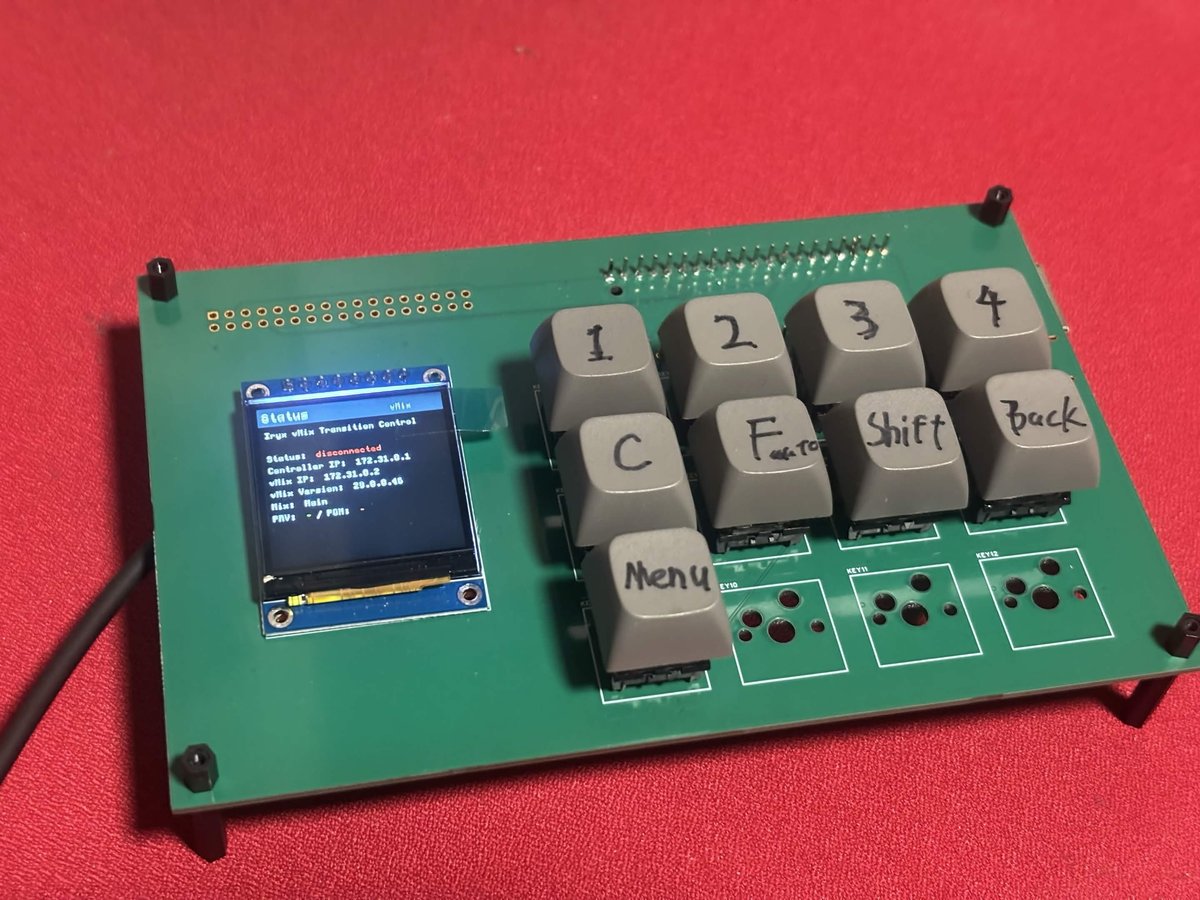 1
2
3
4
Status vMix
Iryx vMix Transition Control
Status: disconnected
Controller IP: 172.31.0.1
vMix IP: 172.31.0.2
vMix Version: 29.0.0.46
Mix: Main
PRV: - / PGM: -
C
F AUTO
Shift
Back
Menu
KEY10
KEY11
KEY12